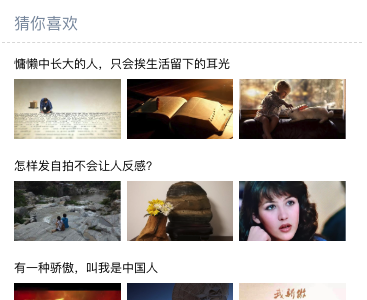 猜你喜欢
慵懒中长大的人，只会挨生活留下的耳光
怎样发自拍不会让人反感？
有一种骄傲，叫我是中国人